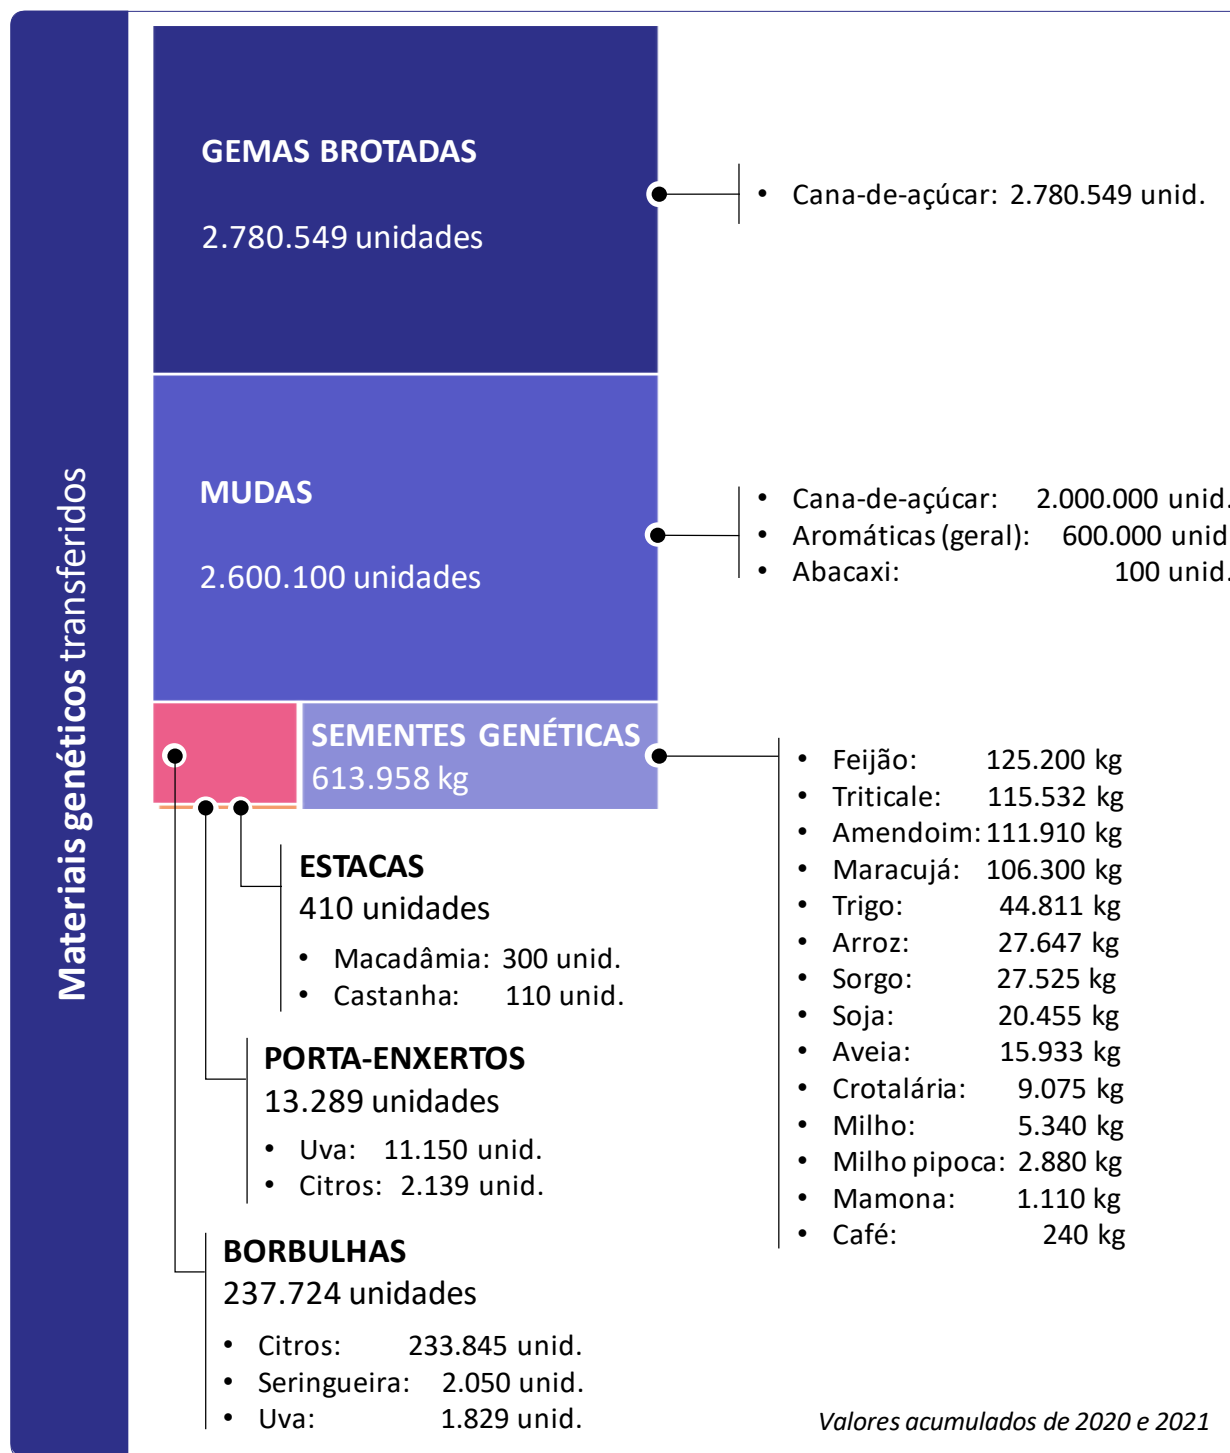 Materiais genéticos transferidos
GEMAS BROTADAS
2.780.549 unidades
• Cana-de-açúcar: 2.780.549 unid.
MUDAS
2.600.100 unidades
• Cana-de-açúcar: 2.000.000 unid.
• Aromáticas (geral): 600.000 unid
• Abacaxi: 100 unid.
SEMENTES GENÉTICAS
613.958 kg
• Feijão: 125.200 kg
• Triticale: 115.532 kg
• Amendoim: 111.910 kg
• Maracujá: 106.300 kg
• Trigo: 44.811 kg
• Arroz: 27.647 kg
• Sorgo: 27.525 kg
• Soja: 20.455 kg
• Aveia: 15.933 kg
• Crotalária: 9.075 kg
• Milho: 5.340 kg
• Milho pipoca: 2.880 kg
• Mamona: 1.110 kg
• Café: 240 kg
ESTACAS
410 unidades
• Macadâmia: 300 unid.
• Castanha: 110 unid.
PORTA-ENXERTOS
13.289 unidades
• Uva: 11.150 unid.
• Citros: 2.139 unid.
BORBULHAS
237.724 unidades
• Citros: 233.845 unid.
• Seringueira: 2.050 unid.
• Uva: 1.829 unid.
Valores acumulados de 2020 e 2021